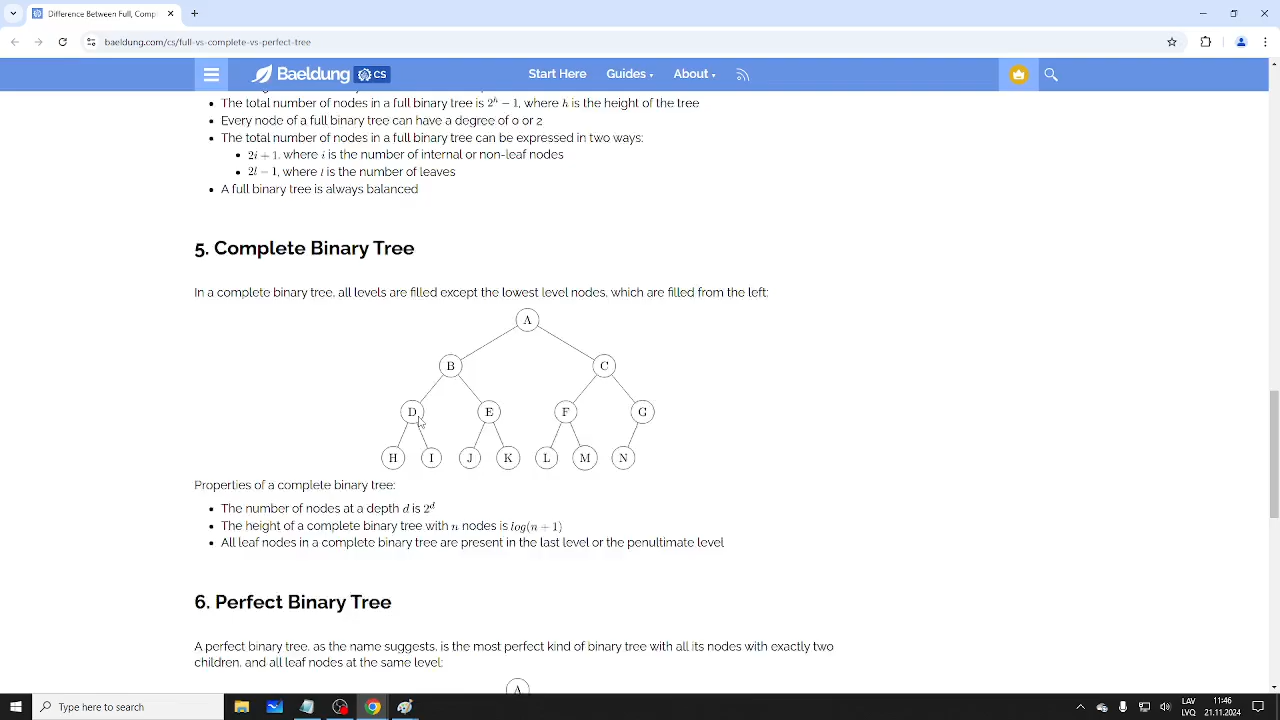 Difference Between Full, Comp
baeldung.com/cs/full-vs-complete-vs-perfect-tree
Baeldung CS Start Here Guides About
The total number of nodes in a full binary tree is 2^h − 1, where h is the height of the tree
Every node of a full binary tree can have a degree of 0 or 2
The total number of nodes in a full binary tree can be expressed in two ways:
2i + 1, where i is the number of internal or non-leaf nodes
2l − 1, where l is the number of leaves
A full binary tree is always balanced
5. Complete Binary Tree
In a complete binary tree, all levels are filled except the lowest level nodes, which are filled from the left:
A
B C
D E F G
H I J K L M N
Properties of a complete binary tree:
The number of nodes at a depth d is 2^d
The height of a complete binary tree with n nodes is log(n + 1)
All leaf nodes in a complete binary tree are present in the last level or the penultimate level
6. Perfect Binary Tree
A perfect binary tree, as the name suggests, is the most perfect kind of binary tree with all its nodes with exactly two
children, and all leaf nodes at the same level:
A
Type here to search
LAV 11:46
LVQ 21.11.2024